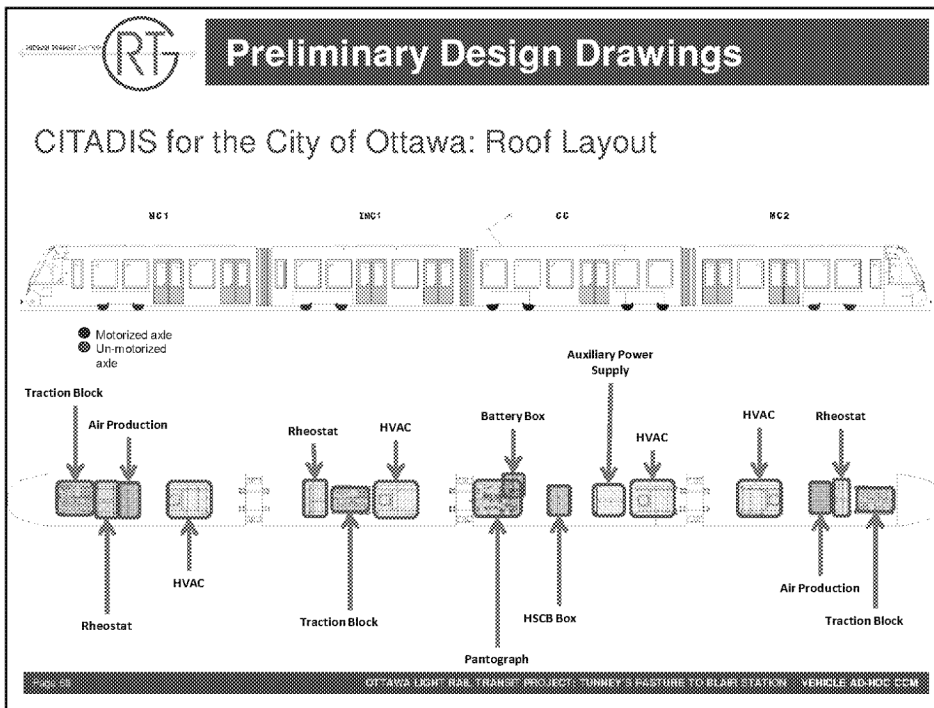 RTG
Preliminary Design Drawings
CITADIS for the City of Ottawa: Roof Layout
CC
MC2
Motorized axle
Un-motorized
axle
Auxiliary Power
Supply
Traction Block
Air Production
Rheostat
HVAC
Battery Box
HVAC
HVAC
Rheostat
HVAC
Rheostat
Traction Block
HSCB Box
Pantograph
Air Production
Traction Block
OTTAWA LIGHT RAIL TRANSIT PROJECT: TUNNEY'S PASTURE TO BLAIR STATION VEHICLE AD-HOC CCM